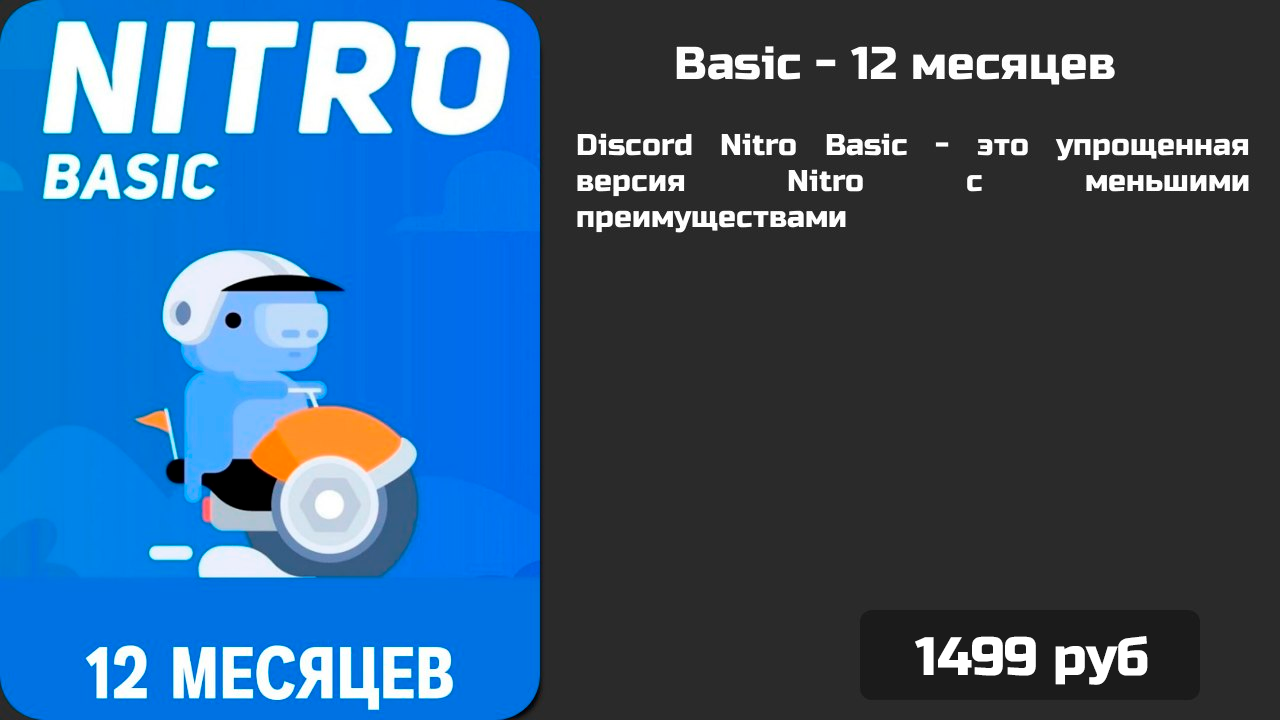 NITRO
BASIC
12 МЕСЯЦЕВ
Basic - 12 месяцев
Discord Nitro Basic - это упрощенная
версия Nitro с меньшими
преимуществами
1499 руб